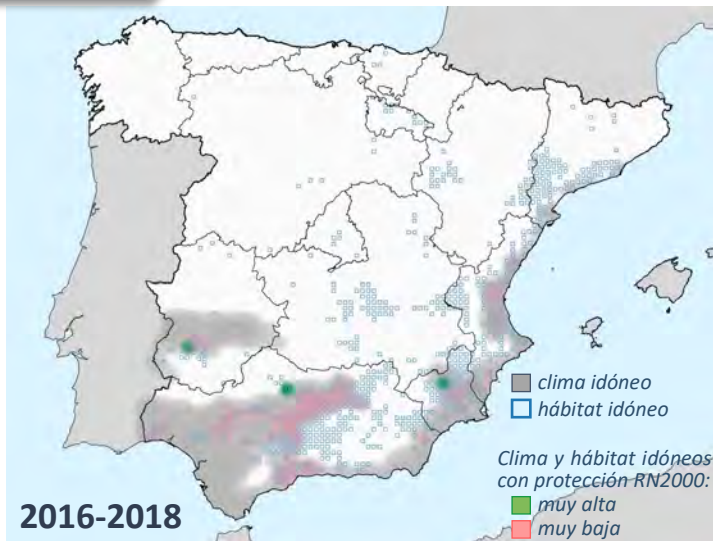 clima idóneo
hábitat idóneo
Clima y hábitat idóneos
con protección RN2000:
muy alta
muy baja
2016-2018